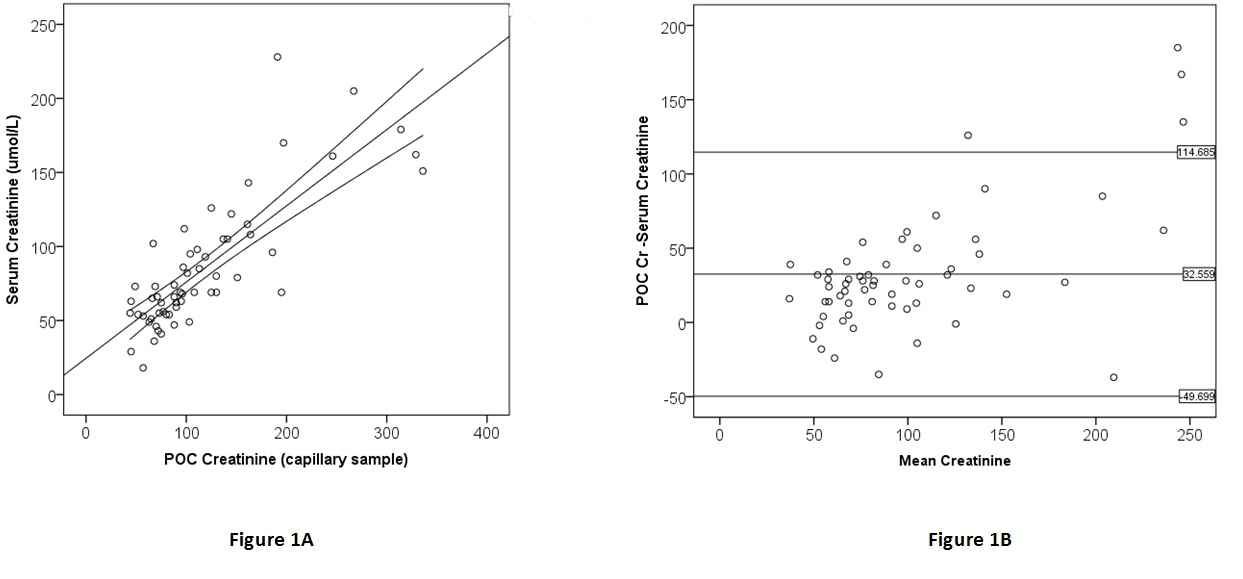 250
200
150
100
50
0
Serum Creatinine (umol/L)
0 100 200 300 400
POC Creatinine (capillary sample)
Figure 1A
200
150
100
50
0
-50
POC Cr -Serum Creatinine
114.685
32.559
-49.699
0 50 100 150 200 250
Mean Creatinine
Figure 1B